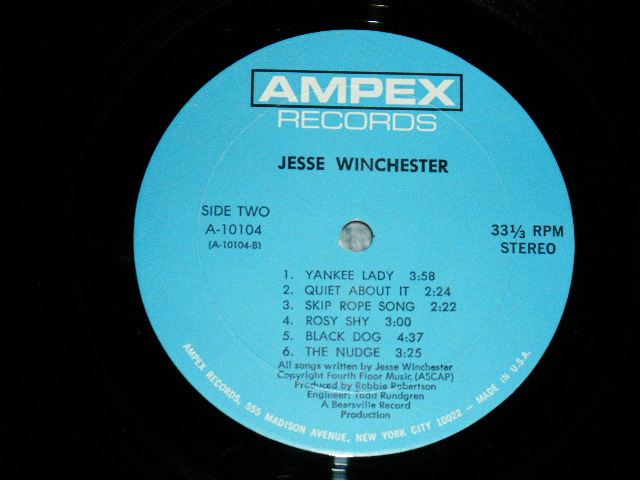 AMPEX
RECORDS
JESSE WINCHESTER
SIDE TWO
A-10104
(A-10104-B)
33⅓ RPM
STEREO
1. YANKEE LADY 3:58
2. QUIET ABOUT IT 2:24
3. SKIP ROPE SONG 2:22
4. ROSY SHY 3:00
5. BLACK DOG 4:37
6. THE NUDGE 3:25
All songs written by Jesse Winchester
Copyright Fourth Floor Music (ASCAP)
Produced by Robbie Robertson
Engineer: Todd Rundgren
A Bearsville Record
Production
AMPEX RECORDS, 555 MADISON AVENUE, NEW YORK CITY 10022 – MADE IN U.S.A.